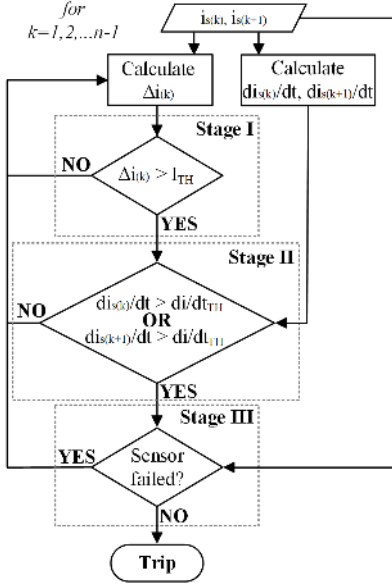 for
k=1,2,...n-1
is(k), is(k+1)
Calculate
Δi(k)
Calculate
dis(k)/dt, dis(k+1)/dt
Stage I
NO
Δi(k) > ITH
YES
Stage II
NO
dis(k)/dt > di/dtTH
OR
dis(k+1)/dt > di/dtTH
YES
Stage III
YES
Sensor
failed?
NO
Trip